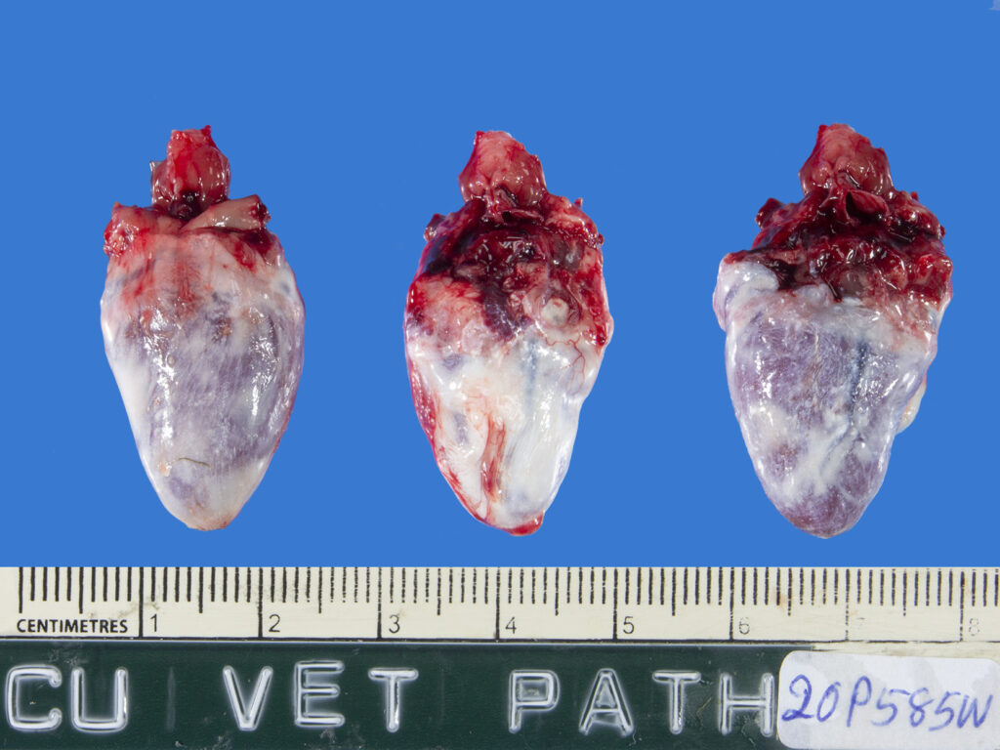 CENTIMETRES 1 2 3 4 5 6 7 8
CU VET PATH 20P585W